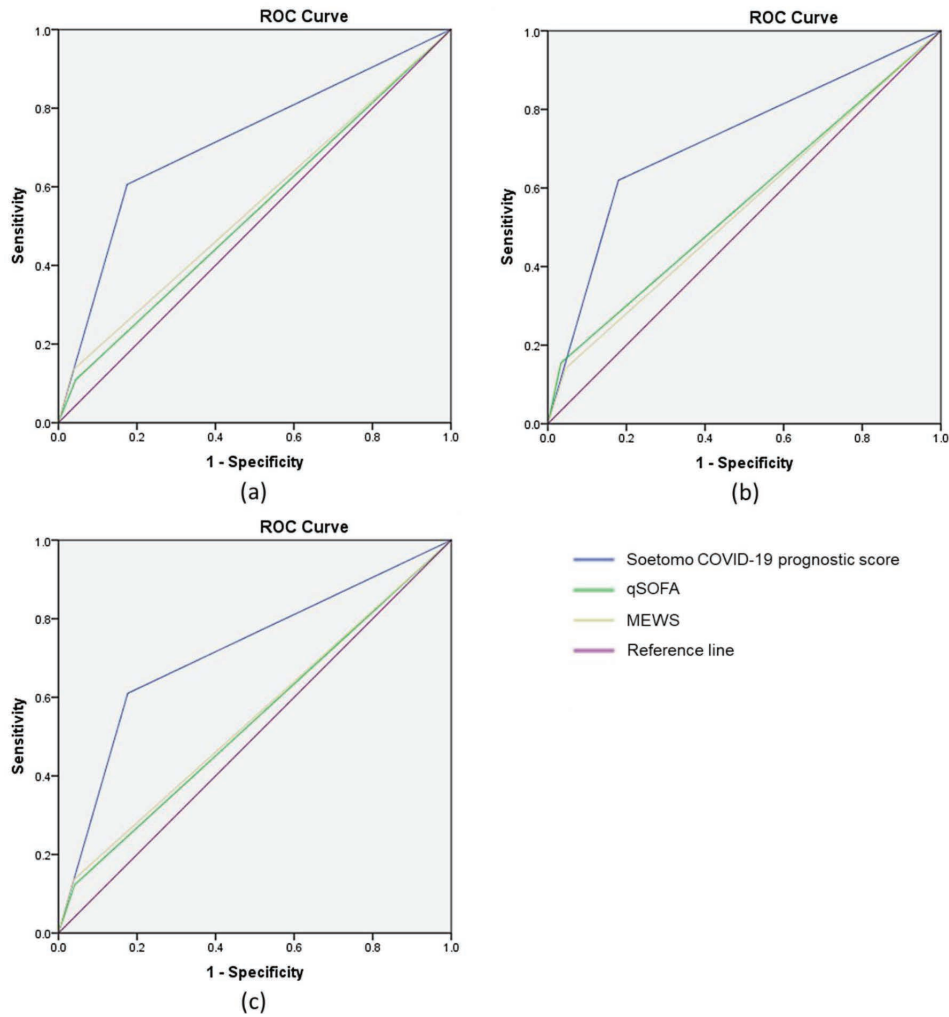 ROC Curve
1.0
0.8
0.6
0.4
0.2
0.0
Sensitivity
0.0 0.2 0.4 0.6 0.8 1.0
1 - Specificity
(a)
ROC Curve
1.0
0.8
0.6
0.4
0.2
0.0
Sensitivity
0.0 0.2 0.4 0.6 0.8 1.0
1 - Specificity
(b)
ROC Curve
1.0
0.8
0.6
0.4
0.2
0.0
Sensitivity
0.0 0.2 0.4 0.6 0.8 1.0
1 - Specificity
(c)
Soetomo COVID-19 prognostic score
qSOFA
MEWS
Reference line